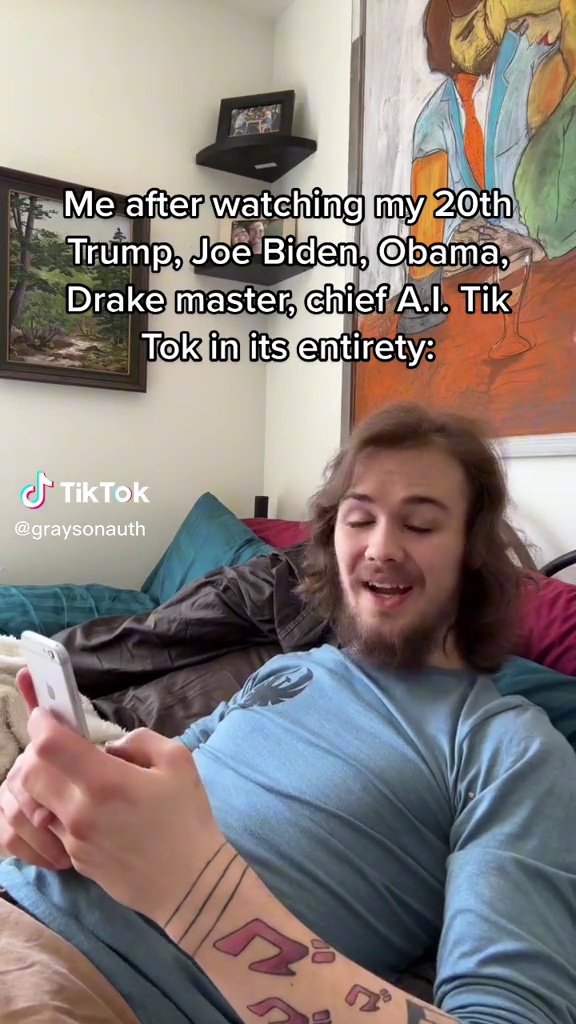 Me after watching my 20th
Trump, Joe Biden, Obama,
Drake master, chief A.I. Tik
Tok in its entirety:
TikTok
@graysonauth